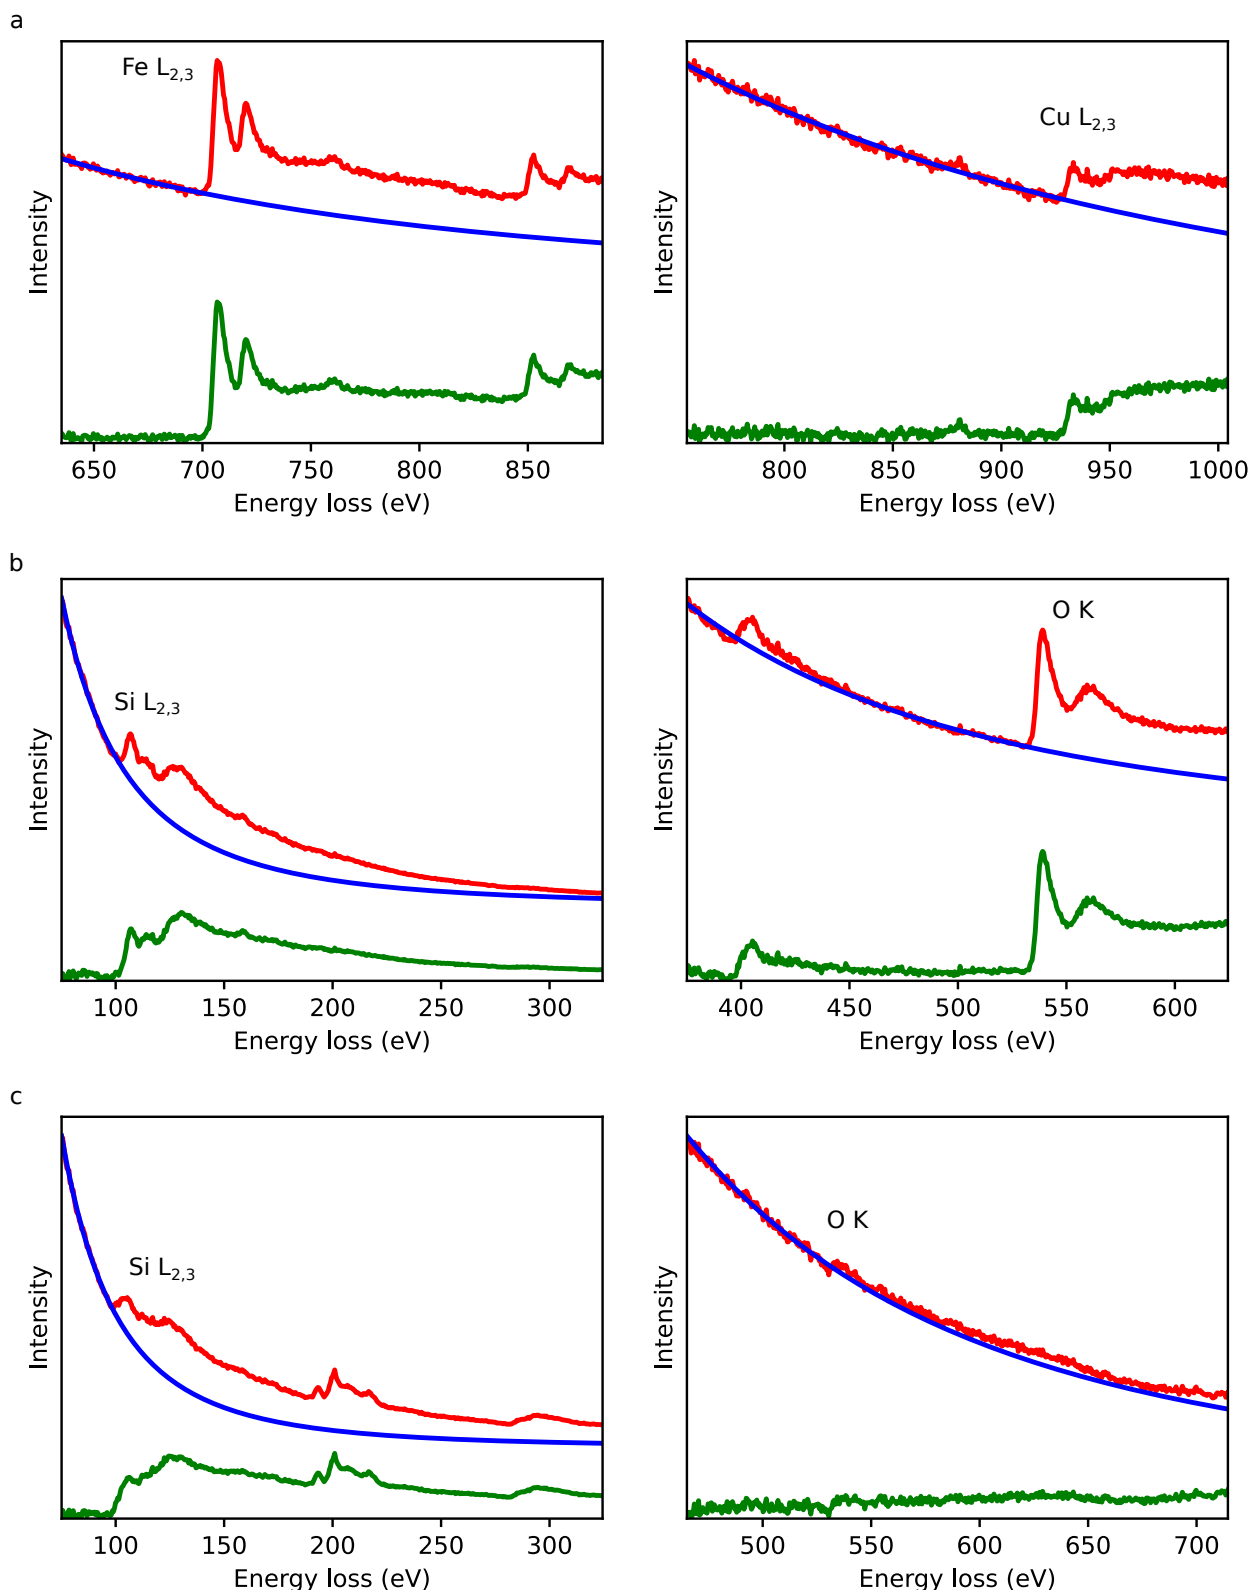 a
Fe L2,3
Intensity
650 700 750 800 850
Energy loss (eV)
Cu L2,3
Intensity
800 850 900 950 1000
Energy loss (eV)
b
Si L2,3
Intensity
100 150 200 250 300
Energy loss (eV)
O K
Intensity
400 450 500 550 600
Energy loss (eV)
c
Si L2,3
Intensity
100 150 200 250 300
Energy loss (eV)
O K
Intensity
500 550 600 650 700
Energy loss (eV)